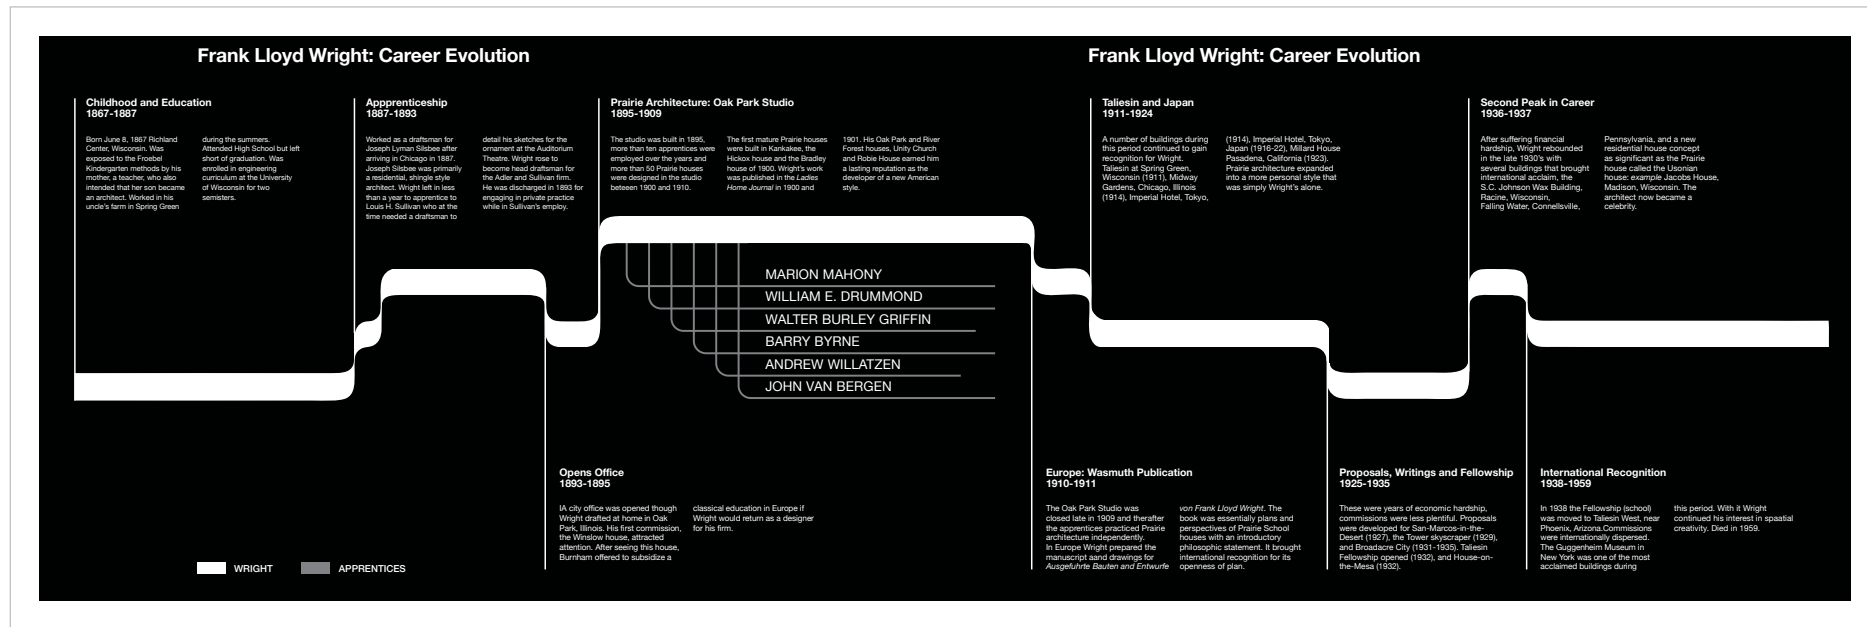 Frank Lloyd Wright: Career Evolution
Frank Lloyd Wright: Career Evolution
Childhood and Education
1867-1887
Born June 8, 1867 Richland
Center, Wisconsin. Was
exposed to the Froebel
Kindergarten methods by his
mother, a teacher, who also
intended that her son became
an architect. Worked in his
uncle's farm in Spring Green
during the summers.
Attended High School but left
short of graduation. Was
enrolled in engineering
curriculum at the University
of Wisconsin for two
semisters.
Appprenticeship
1887-1893
Worked as a draftsman for
Joseph Lyman Silsbee after
arriving in Chicago in 1887.
Joseph Silsbee was primarily
a residential, shingle style
architect. Wright left in less
than a year to apprentice to
Louis H. Sullivan who at the
time needed a draftsman to
detail his sketches for the
ornament at the Auditorium
Theatre. Wright rose to
become head draftsman for
the Adler and Sullivan firm.
He was discharged in 1893 for
engaging in private practice
while in Sullivan's employ.
Prairie Architecture: Oak Park Studio
1895-1909
The studio was built in 1895,
more than ten apprentices were
employed over the years and
more than 50 Prairie houses
were designed in the studio
beteen 1900 and 1910.
The first mature Prairie houses
were built in Kankakee, the
Hickox house and the Bradley
house of 1900. Wright's work
was published in the Ladies
Home Journal in 1900 and
1901. His Oak Park and River
Forest houses, Unity Church
and Robie House earned him
a lasting reputation as the
developer of a new American
style.
Taliesin and Japan
1911-1924
A number of buildings during
this period continued to gain
recognition for Wright.
Taliesin at Spring Green,
Wisconsin (1911), Midway
Gardens, Chicago, Illinois
(1914), Imperial Hotel, Tokyo,
(1914), Imperial Hotel, Tokyo,
Japan (1916-22), Millard House
Pasadena, California (1923).
Prairie architecture expanded
into a more personal style that
was simply Wright's alone.
Second Peak in Career
1936-1937
After suffering financial
hardship, Wright rebounded
in the late 1930's with
several buildings that brought
international acclaim, the
S.C. Johnson Wax Building,
Racine, Wisconsin,
Falling Water, Connellsville,
Pennsylvania, and a new
residential house concept
as significant as the Prairie
house called the Usonian
house: example Jacobs House,
Madison, Wisconsin. The
architect now became a
celebrity.
MARION MAHONY
WILLIAM E. DRUMMOND
WALTER BURLEY GRIFFIN
BARRY BYRNE
ANDREW WILLATZEN
JOHN VAN BERGEN
Opens Office
1893-1895
IA city office was opened though
Wright drafted at home in Oak
Park, Illinois. His first commission,
the Winslow house, attracted
attention. After seeing this house,
Burnham offered to subsidize a
classical education in Europe if
Wright would return as a designer
for his firm.
Europe: Wasmuth Publication
1910-1911
The Oak Park Studio was
closed late in 1909 and therafter
the apprentices practiced Prairie
architecture independently.
In Europe Wright prepared the
manuscript aand drawings for
Ausgefuhrte Bauten and Entwurfe
von Frank Lloyd Wright. The
book was essentially plans and
perspectives of Prairie School
houses with an introductory
philosophic statement. It brought
international recognition for its
openness of plan.
Proposals, Writings and Fellowship
1925-1935
These were years of economic hardship,
commissions were less plentiful. Proposals
were developed for San-Marcos-in-the-
Desert (1927), the Tower skyscraper (1929),
and Broadacre City (1931-1935). Taliesin
Fellowship opened (1932), and House-on-
the-Mesa (1932).
International Recognition
1938-1959
In 1938 the Fellowship (school)
was moved to Taliesin West, near
Phoenix, Arizona.Commissions
were internationally dispersed.
The Guggenheim Museum in
New York was one of the most
acclaimed buildings during
this period. With it Wright
continued his interest in spaatial
creativity. Died in 1959.
WRIGHT
APPRENTICES